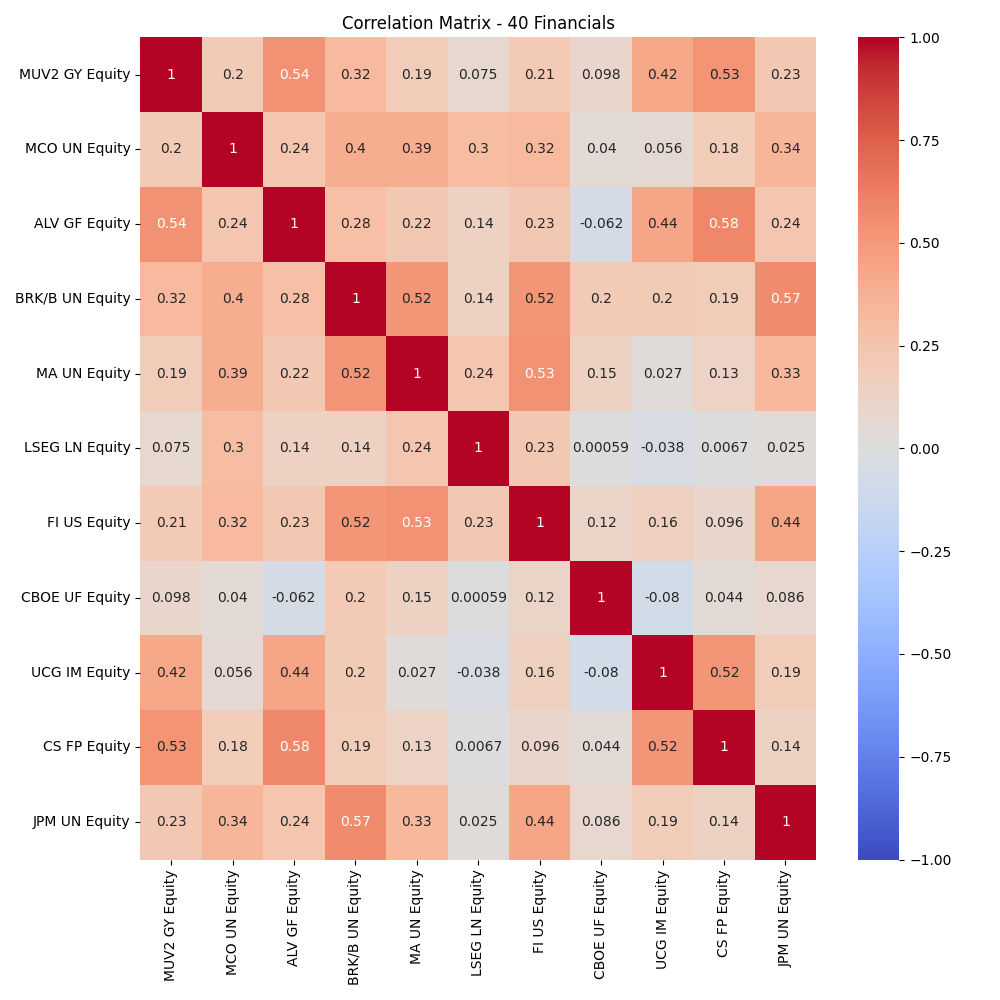 Correlation Matrix - 40 Financials
MUV2 GY Equity 1 0.2 0.54 0.32 0.19 0.075 0.21 0.098 0.42 0.53 0.23
MCO UN Equity 0.2 1 0.24 0.4 0.39 0.3 0.32 0.04 0.056 0.18 0.34
ALV GF Equity 0.54 0.24 1 0.28 0.22 0.14 0.23 -0.062 0.44 0.58 0.24
BRK/B UN Equity 0.32 0.4 0.28 1 0.52 0.14 0.52 0.2 0.2 0.19 0.57
MA UN Equity 0.19 0.39 0.22 0.52 1 0.24 0.53 0.15 0.027 0.13 0.33
LSEG LN Equity 0.075 0.3 0.14 0.14 0.24 1 0.23 0.00059 -0.038 0.0067 0.025
FI US Equity 0.21 0.32 0.23 0.52 0.53 0.23 1 0.12 0.16 0.096 0.44
CBOE UF Equity 0.098 0.04 -0.062 0.2 0.15 0.00059 0.12 1 -0.08 0.044 0.086
UCG IM Equity 0.42 0.056 0.44 0.2 0.027 -0.038 0.16 -0.08 1 0.52 0.19
CS FP Equity 0.53 0.18 0.58 0.19 0.13 0.0067 0.096 0.044 0.52 1 0.14
JPM UN Equity 0.23 0.34 0.24 0.57 0.33 0.025 0.44 0.086 0.19 0.14 1
MUV2 GY Equity
MCO UN Equity
ALV GF Equity
BRK/B UN Equity
MA UN Equity
LSEG LN Equity
FI US Equity
CBOE UF Equity
UCG IM Equity
CS FP Equity
JPM UN Equity
1.00
0.75
0.50
0.25
0.00
−0.25
−0.50
−0.75
−1.00